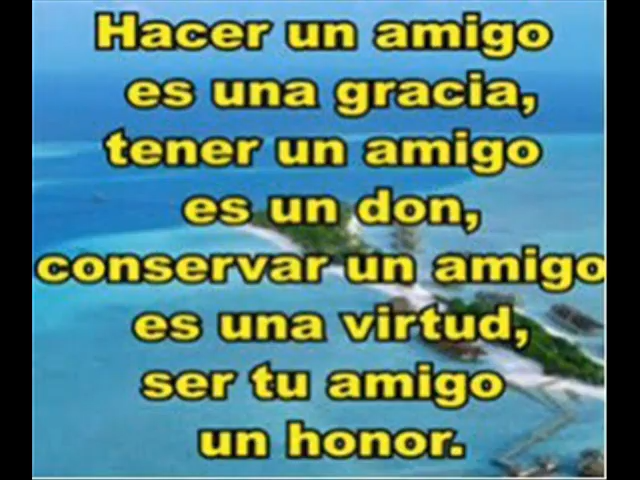 Hacer un amigo
es una gracia,
tener un amigo
es un don,
conservar un amigo
es una virtud,
ser tu amigo
un honor.